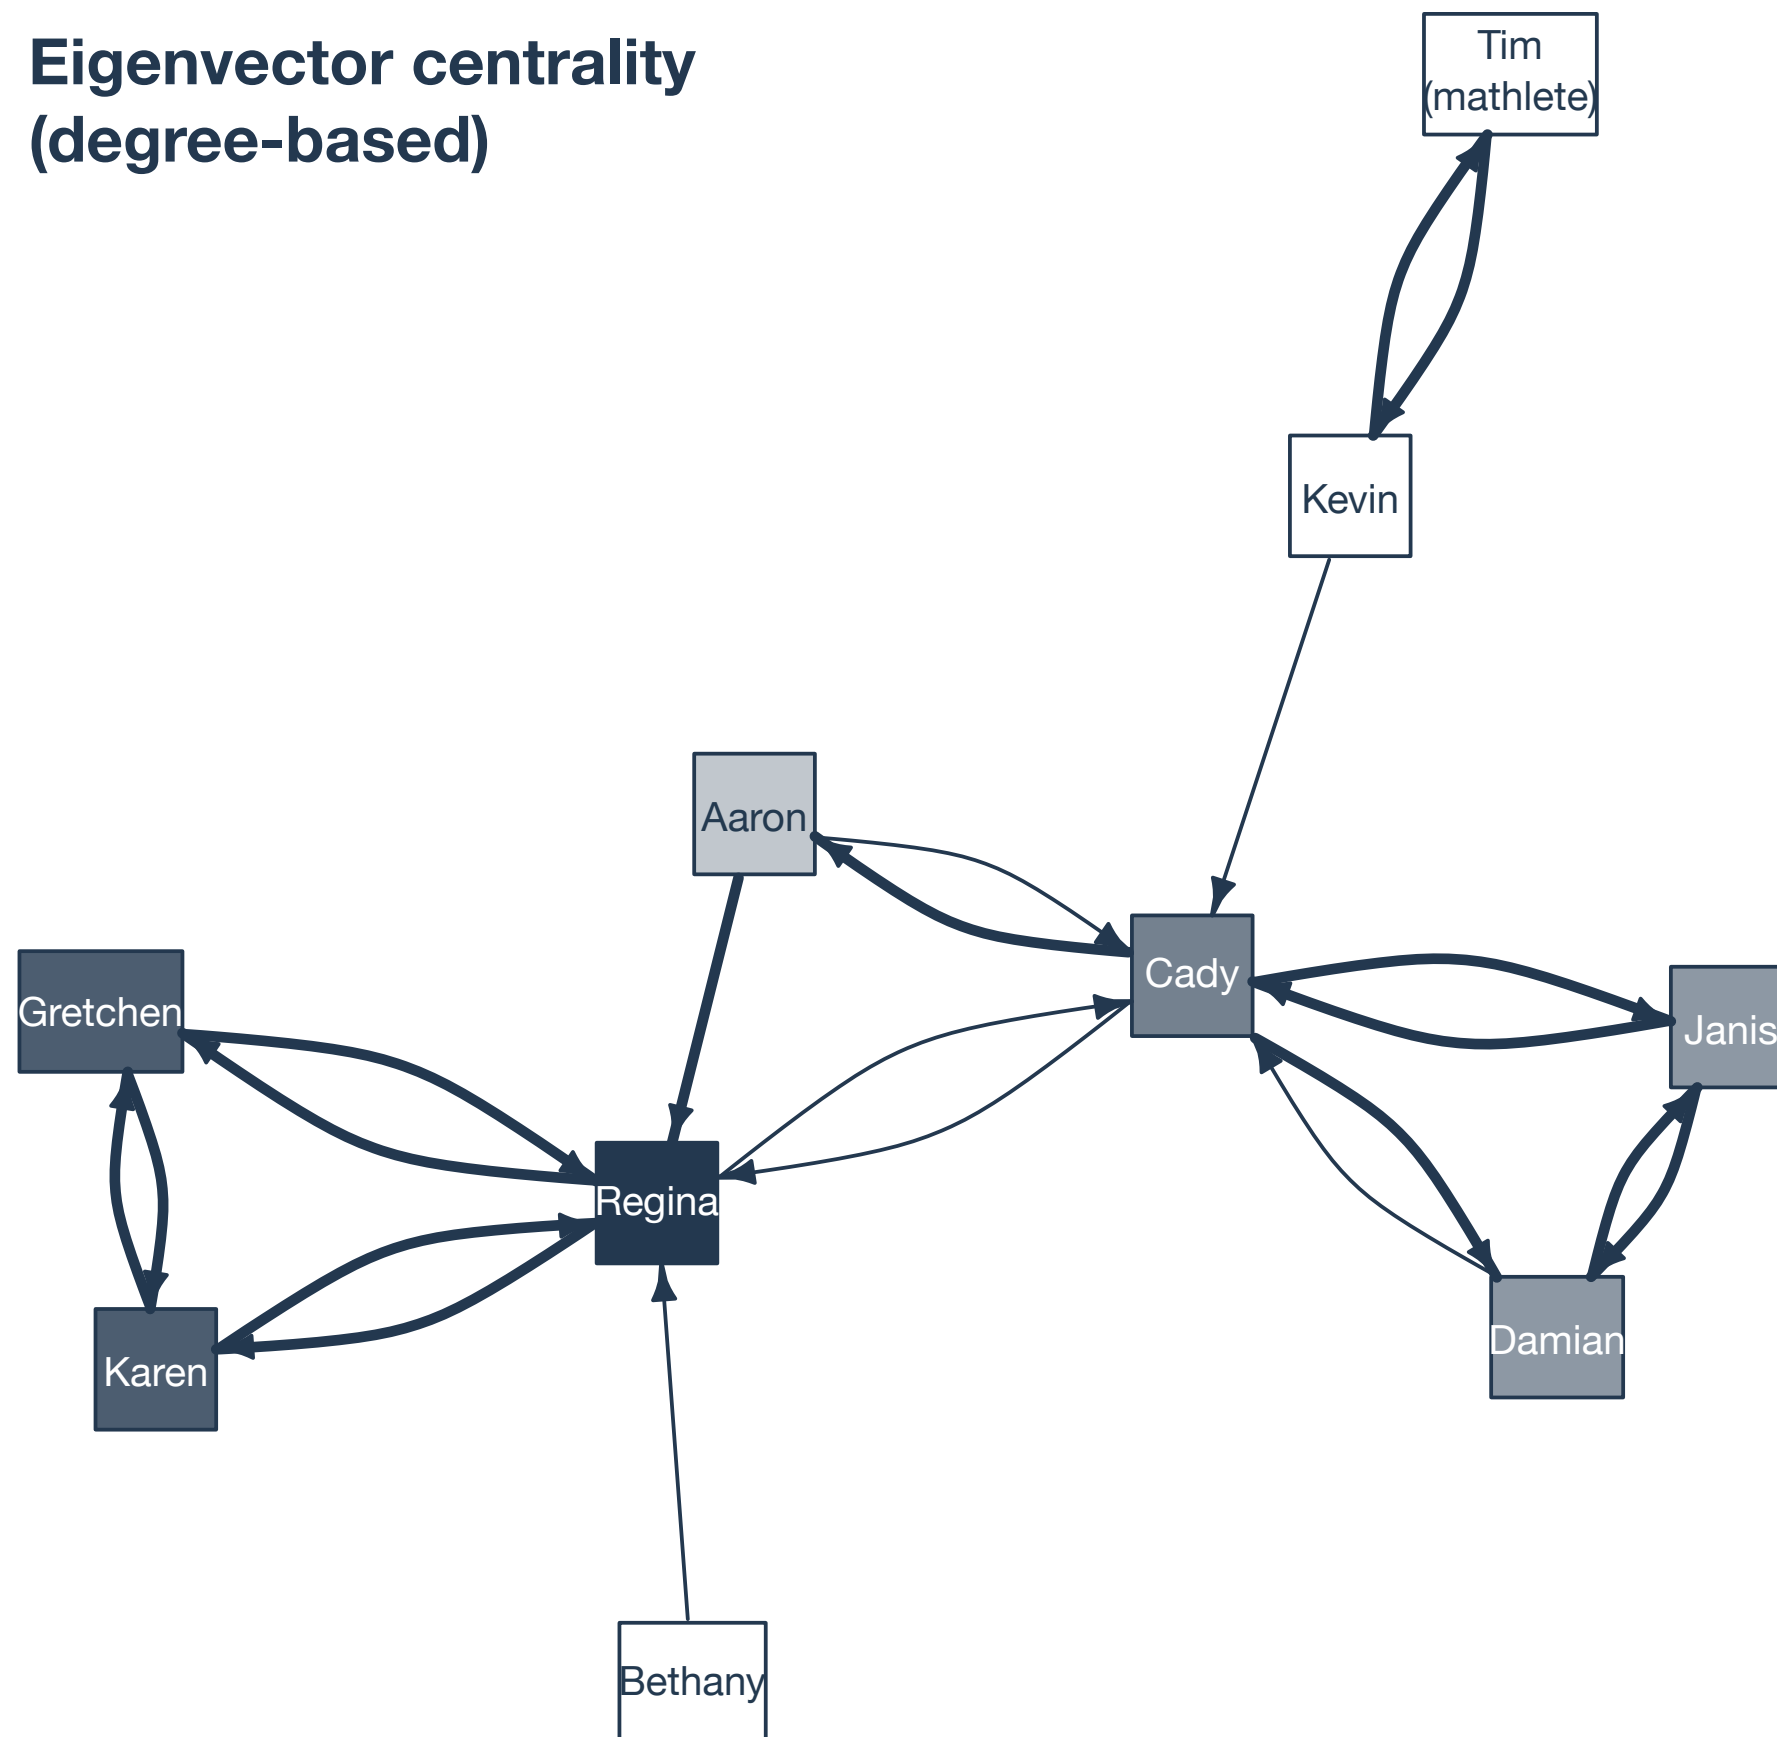 Eigenvector centrality
(degree-based)
Tim
(mathlete)
Kevin
Aaron
Cady
Gretchen
Janis
Regina
Damian
Karen
Bethany